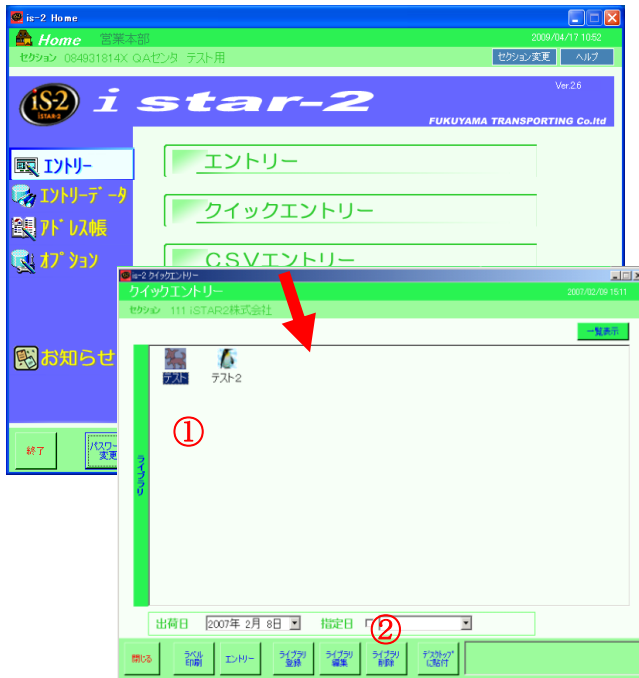 is-2 Home
Home 営業本部
2009/04/17 10:52
セクション 084931814X QAセンタ テスト用
セクション変更 ヘルプ
Ver.2.6
iS-2
iSTAR-2
i star-2
FUKUYAMA TRANSPORTING Co.ltd
エントリー
エントリーデータ
アドレス帳
オプション
お知らせ
エントリー
クイックエントリー
CSVエントリー
終了
パスワー
変更
is-2 クイックエントリー
クイックエントリー
2007/02/09 15:11
セクション 111 iSTAR2株式会社
一覧表示
テスト
テスト2
①
ライブラリ
出荷日 2007年 2月 8日 指定日
②
閉じる
ラベル
印刷
エントリー
ライブラリ
登録
ライブラリ
編集
ライブラリ
削除
デスクトップ
に貼付